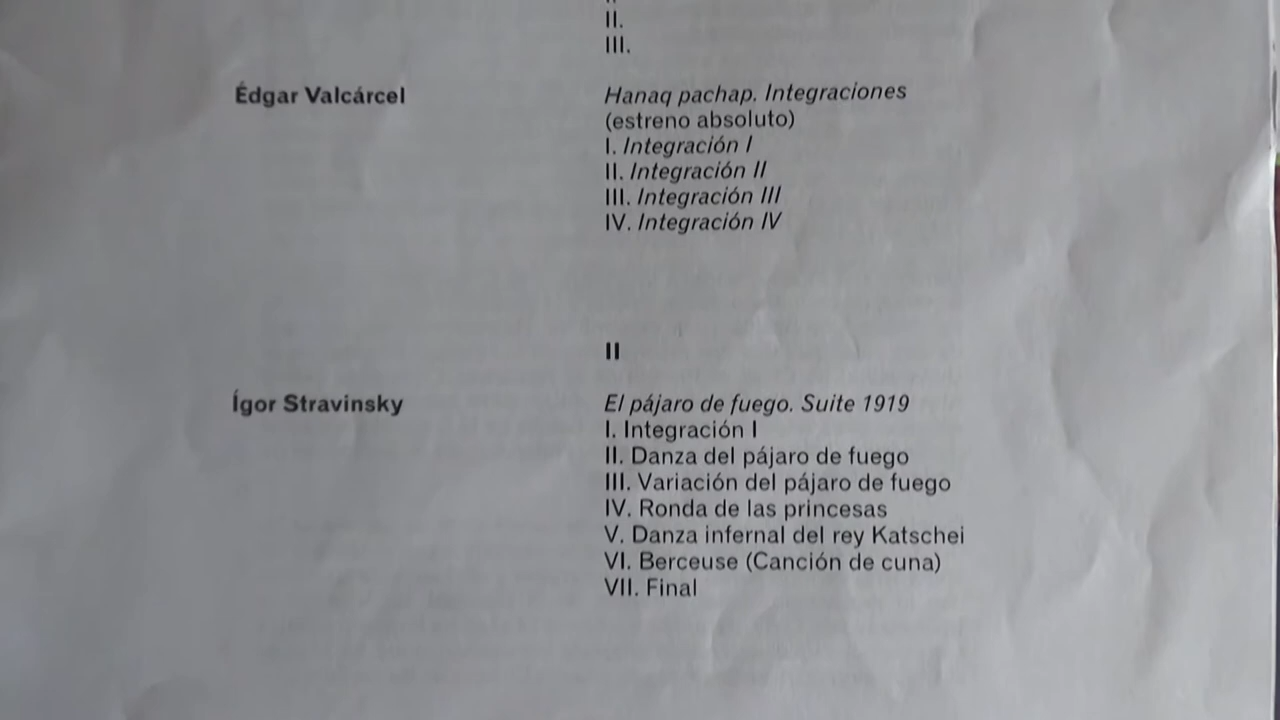 II.
III.
Édgar Valcárcel
Hanaq pachap. Integraciones
(estreno absoluto)
I. Integración I
II. Integración II
III. Integración III
IV. Integración IV
II
Ígor Stravinsky
El pájaro de fuego. Suite 1919
I. Integración I
II. Danza del pájaro de fuego
III. Variación del pájaro de fuego
IV. Ronda de las princesas
V. Danza infernal del rey Katschei
VI. Berceuse (Canción de cuna)
VII. Final